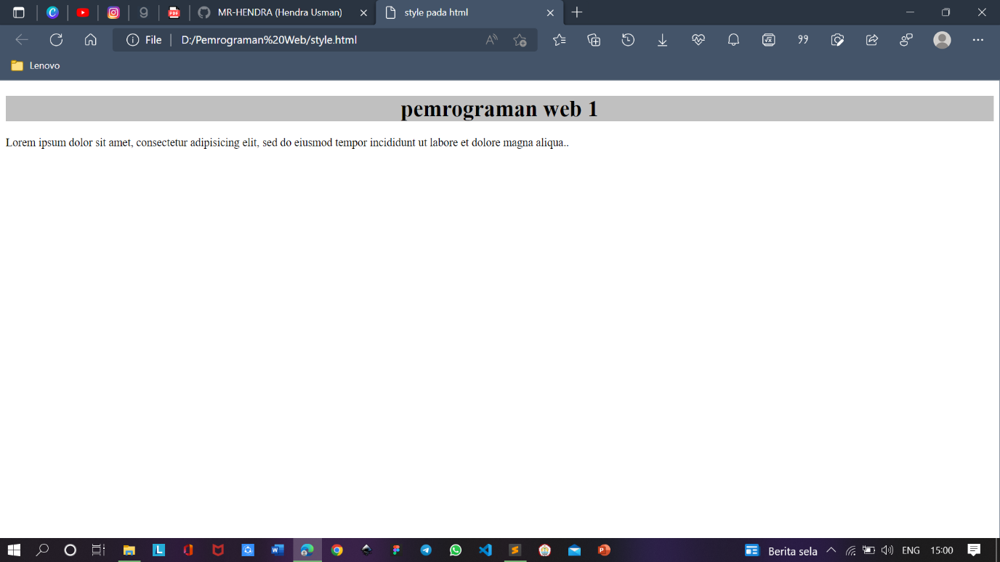 MR-HENDRA (Hendra Usman)
style pada html
File
D:/Pemrograman%20Web/style.html
Lenovo
pemrograman web 1
Lorem ipsum dolor sit amet, consectetur adipisicing elit, sed do eiusmod tempor incididunt ut labore et dolore magna aliqua..
Berita sela
ENG
15:00